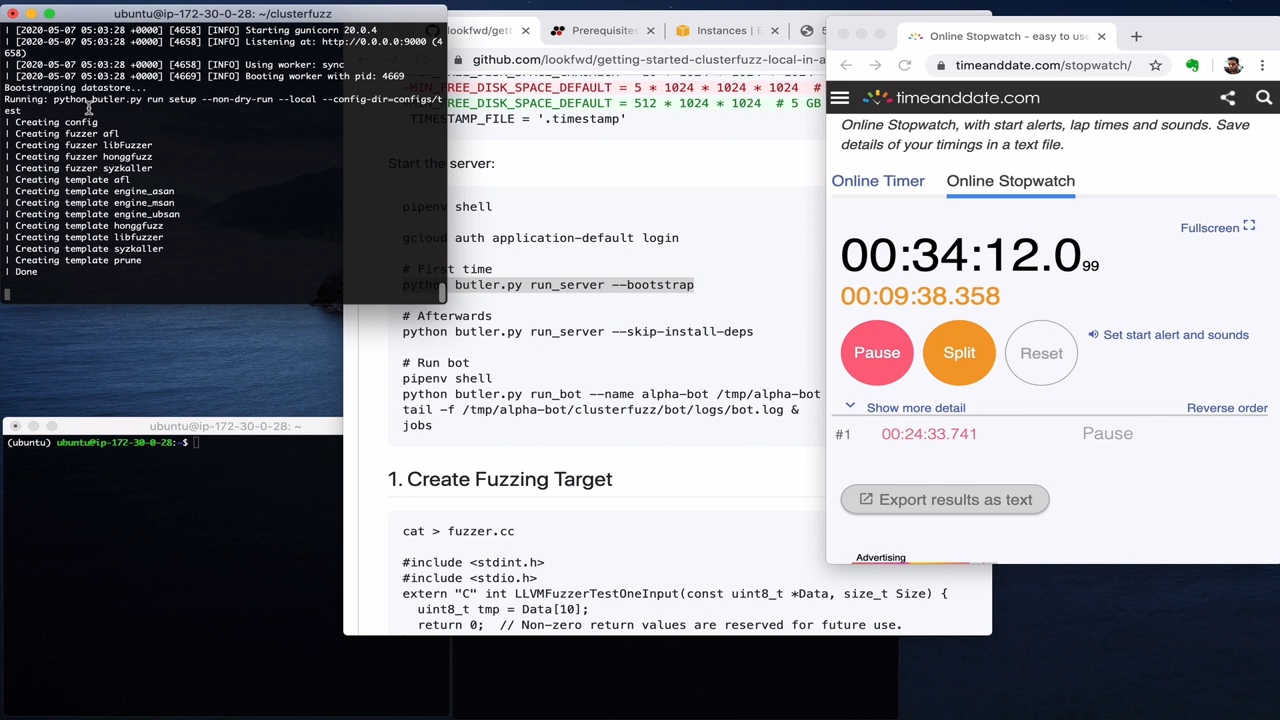 ubuntu@ip-172-30-0-28: ~/clusterfuzz
| [2020-05-07 05:03:28 +0000] [4658] [INFO] Starting gunicorn 20.0.4
| [2020-05-07 05:03:28 +0000] [4658] [INFO] Listening at: http://0.0.0.0:9000 (4
658)
| [2020-05-07 05:03:28 +0000] [4658] [INFO] Using worker: sync
| [2020-05-07 05:03:28 +0000] [4669] [INFO] Booting worker with pid: 4669
Bootstrapping datastore...
Running: python butler.py run setup --non-dry-run --local --config-dir=configs/t
est
| Creating config
| Creating fuzzer afl
| Creating fuzzer libFuzzer
| Creating fuzzer honggfuzz
| Creating fuzzer syzkaller
| Creating template afl
| Creating template engine_asan
| Creating template engine_msan
| Creating template engine_ubsan
| Creating template honggfuzz
| Creating template libfuzzer
| Creating template syzkaller
| Creating template prune
| Done
ubuntu@ip-172-30-0-28: ~
(ubuntu) ubuntu@ip-172-30-0-28:~$
lookfwd/gett
Prerequisites
Instances | E
github.com/lookfwd/getting-started-clusterfuzz-local-in-a
-MIN_FREE_DISK_SPACE_DEFAULT = 5 * 1024 * 1024 * 1024 #
_FREE_DISK_SPACE_DEFAULT = 512 * 1024 * 1024 # 5 GB
TIMESTAMP_FILE = '.timestamp'
Start the server:
pipenv shell
gcloud auth application-default login
# First time
python butler.py run_server --bootstrap
# Afterwards
python butler.py run_server --skip-install-deps
# Run bot
pipenv shell
python butler.py run_bot --name alpha-bot /tmp/alpha-bot
tail -f /tmp/alpha-bot/clusterfuzz/bot/logs/bot.log &
jobs
1. Create Fuzzing Target
cat > fuzzer.cc
#include <stdint.h>
#include <stdio.h>
extern "C" int LLVMFuzzerTestOneInput(const uint8_t *Data, size_t Size) {
uint8_t tmp = Data[10];
return 0; // Non-zero return values are reserved for future use.
Online Stopwatch - easy to use
timeanddate.com/stopwatch/
timeanddate.com
Online Stopwatch, with start alerts, lap times and sounds. Save
details of your timings in a text file.
Online Timer
Online Stopwatch
Fullscreen
00:34:12.099
00:09:38.358
Pause
Split
Reset
Set start alert and sounds
Show more detail
Reverse order
#1 00:24:33.741 Pause
Export results as text
Advertising